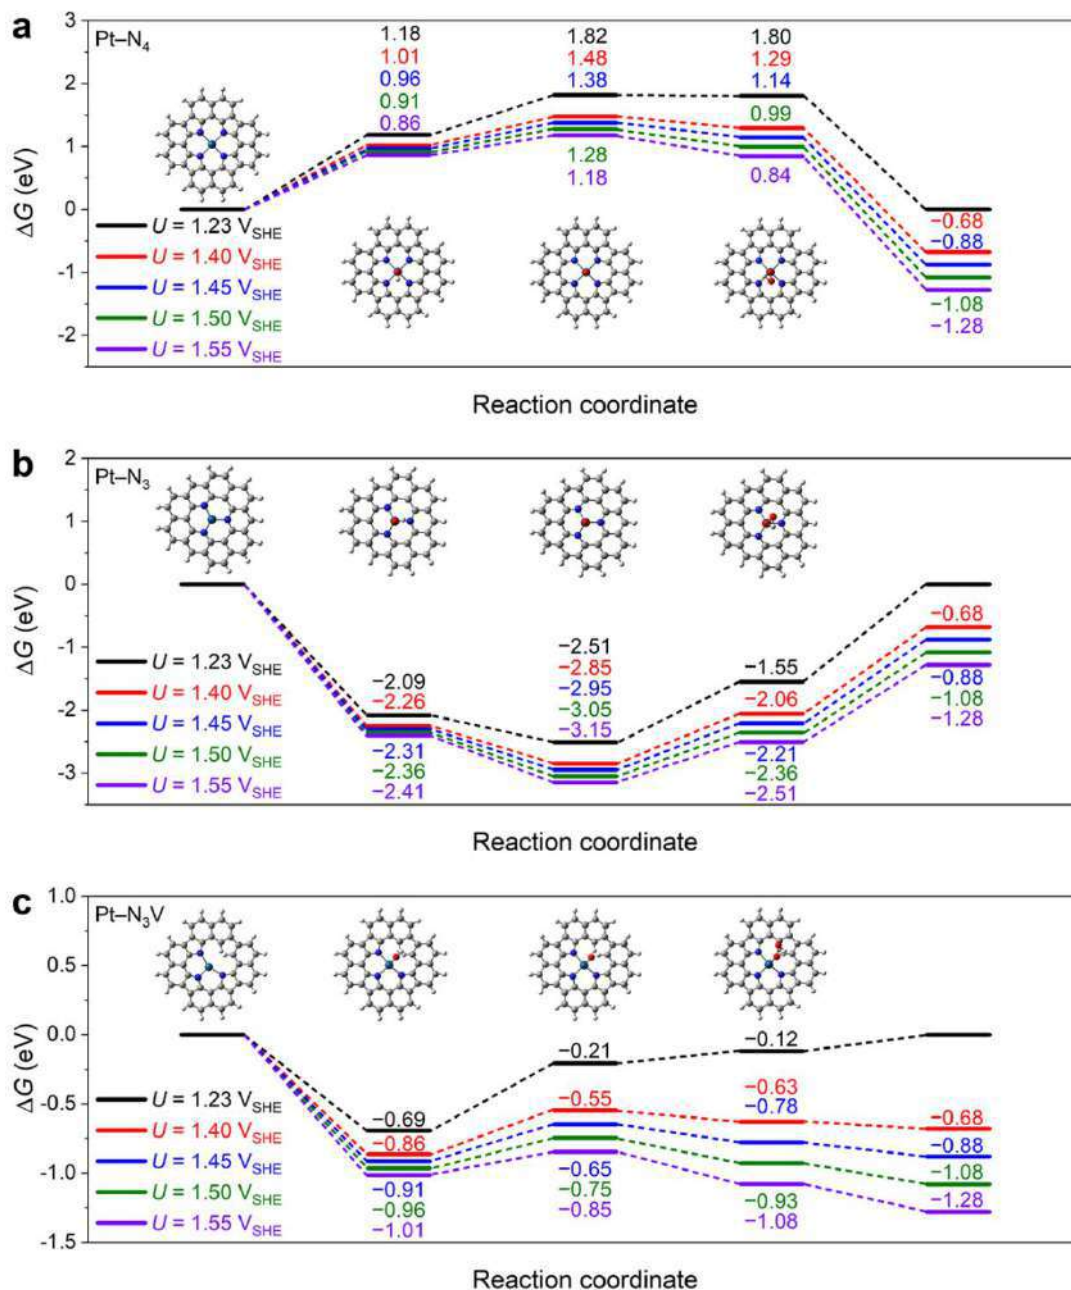 a
Pt–N4
ΔG (eV)
3
2
1
0
-1
-2
1.18
1.01
0.96
0.91
0.86
1.82
1.48
1.38
1.28
1.18
1.80
1.29
1.14
0.99
0.84
−0.68
−0.88
−1.08
−1.28
U = 1.23 VSHE
U = 1.40 VSHE
U = 1.45 VSHE
U = 1.50 VSHE
U = 1.55 VSHE
Reaction coordinate
b
Pt–N3
ΔG (eV)
2
1
0
-1
-2
-3
−2.09
−2.26
−2.31
−2.36
−2.41
−2.51
−2.85
−2.95
−3.05
−3.15
−1.55
−2.06
−2.21
−2.36
−2.51
−0.68
−0.88
−1.08
−1.28
U = 1.23 VSHE
U = 1.40 VSHE
U = 1.45 VSHE
U = 1.50 VSHE
U = 1.55 VSHE
Reaction coordinate
c
Pt–N3V
ΔG (eV)
1.0
0.5
0.0
-0.5
-1.0
-1.5
−0.69
−0.86
−0.91
−0.96
−1.01
−0.21
−0.55
−0.65
−0.75
−0.85
−0.12
−0.63
−0.78
−0.93
−1.08
−0.68
−0.88
−1.08
−1.28
U = 1.23 VSHE
U = 1.40 VSHE
U = 1.45 VSHE
U = 1.50 VSHE
U = 1.55 VSHE
Reaction coordinate